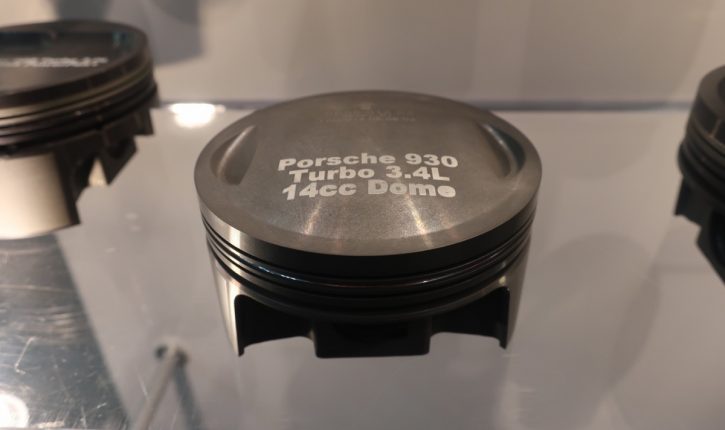 Porsche 930
Turbo 3.4L
14cc Dome